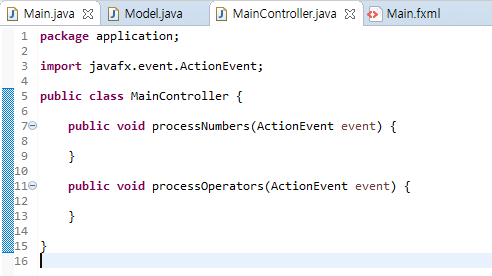 Main.java Model.java MainController.java Main.fxml
1 package application;
2
3 import javafx.event.ActionEvent;
4
5 public class MainController {
6
7 public void processNumbers(ActionEvent event) {
8
9 }
10
11 public void processOperators(ActionEvent event) {
12
13 }
14
15 }
16